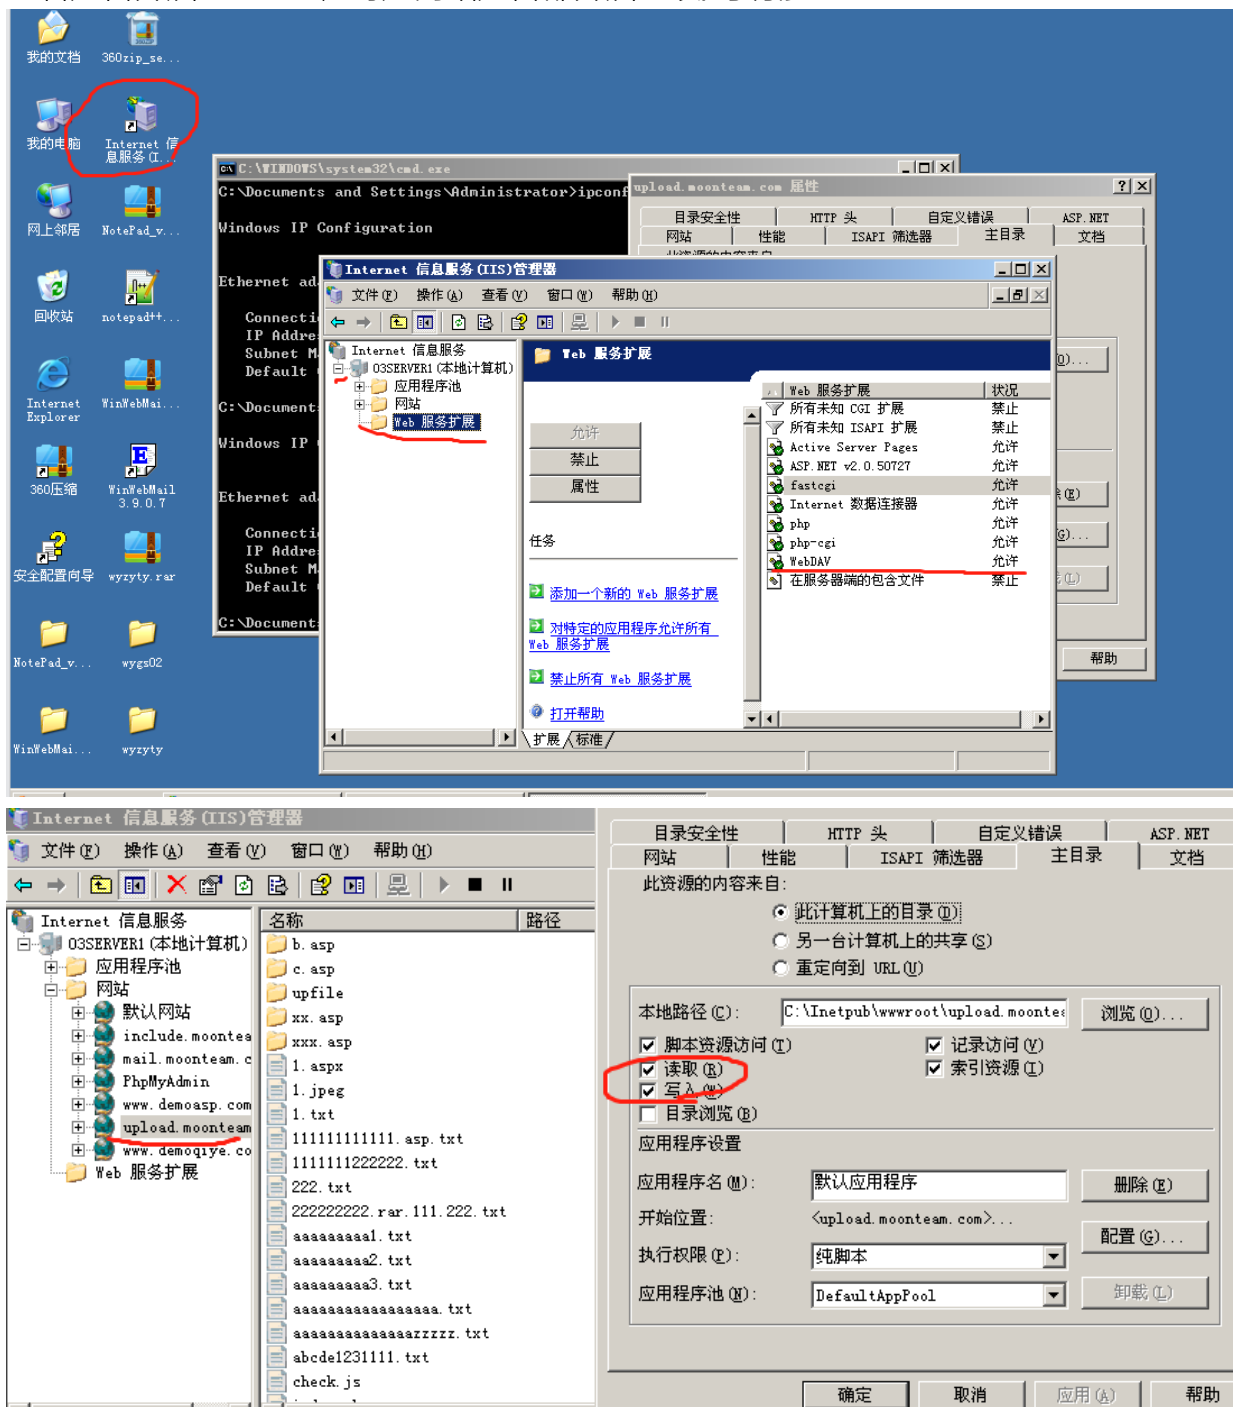 我的文档
360zip_se...
我的电脑
Internet 信
息服务(I...
网上邻居
NotePad_v...
回收站
notepad++...
Internet
Explorer
WinWebMai...
360压缩
WinWebMail
3.9.0.7
安全配置向导
wyzyty.rar
NotePad_v...
wygs02
WinWebMai...
wyzyty
C:\WINDOWS\system32\cmd.exe
C:\Documents and Settings\Administrator>ipconf
Windows IP Configuration
Ethernet ad
Connecti
IP Addre
Subnet M
Default
C:\Document
Windows IP
Ethernet ad
Connecti
IP Addre
Subnet M
Default
C:\Document
upload.moonteam.com 属性
目录安全性 HTTP 头 自定义错误 ASP.NET
网站 性能 ISAPI 筛选器 主目录 文档
帮助
Internet 信息服务(IIS)管理器
文件(F) 操作(A) 查看(V) 窗口(W) 帮助(H)
Internet 信息服务
03SERVER1(本地计算机)
应用程序池
网站
Web 服务扩展
Web 服务扩展
允许
禁止
属性
任务
添加一个新的 Web 服务扩展
对特定的应用程序允许所有
Web 服务扩展
禁止所有 Web 服务扩展
打开帮助
Web 服务扩展 状况
所有未知 CGI 扩展 禁止
所有未知 ISAPI 扩展 禁止
Active Server Pages 允许
ASP.NET v2.0.50727 允许
fastcgi 允许
Internet 数据连接器 允许
php 允许
php-cgi 允许
WebDAV 允许
在服务器端的包含文件 禁止
扩展 标准
Internet 信息服务(IIS)管理器
文件(F) 操作(A) 查看(V) 窗口(W) 帮助(H)
Internet 信息服务
03SERVER1(本地计算机)
应用程序池
网站
默认网站
include.moontea
mail.moonteam.c
PhpMyAdmin
www.demoasp.com
upload.moonteam
www.demoqiye.co
Web 服务扩展
名称 路径
b.asp
c.asp
upfile
xx.asp
xxx.asp
1.aspx
1.jpeg
1.txt
111111111111.asp.txt
1111111222222.txt
222.txt
222222222.rar.111.222.txt
aaaaaaaaa1.txt
aaaaaaaaa2.txt
aaaaaaaaa3.txt
aaaaaaaaaaaaaaaaa.txt
aaaaaaaaaaaaaazzzzz.txt
abcde1231111.txt
check.js
目录安全性 HTTP 头 自定义错误 ASP.NET
网站 性能 ISAPI 筛选器 主目录 文档
此资源的内容来自:
此计算机上的目录(D)
另一台计算机上的共享(S)
重定向到 URL(U)
本地路径(C): C:\Inetpub\wwwroot\upload.moontea 浏览(O)...
脚本资源访问(T) 记录访问(V)
读取(R) 索引资源(I)
写入(W)
目录浏览(B)
应用程序设置
应用程序名(M): 默认应用程序 删除(E)
开始位置: <upload.moonteam.com>...
配置(G)...
执行权限(P): 纯脚本
应用程序池(N): DefaultAppPool 卸载(L)
确定 取消 应用(A) 帮助